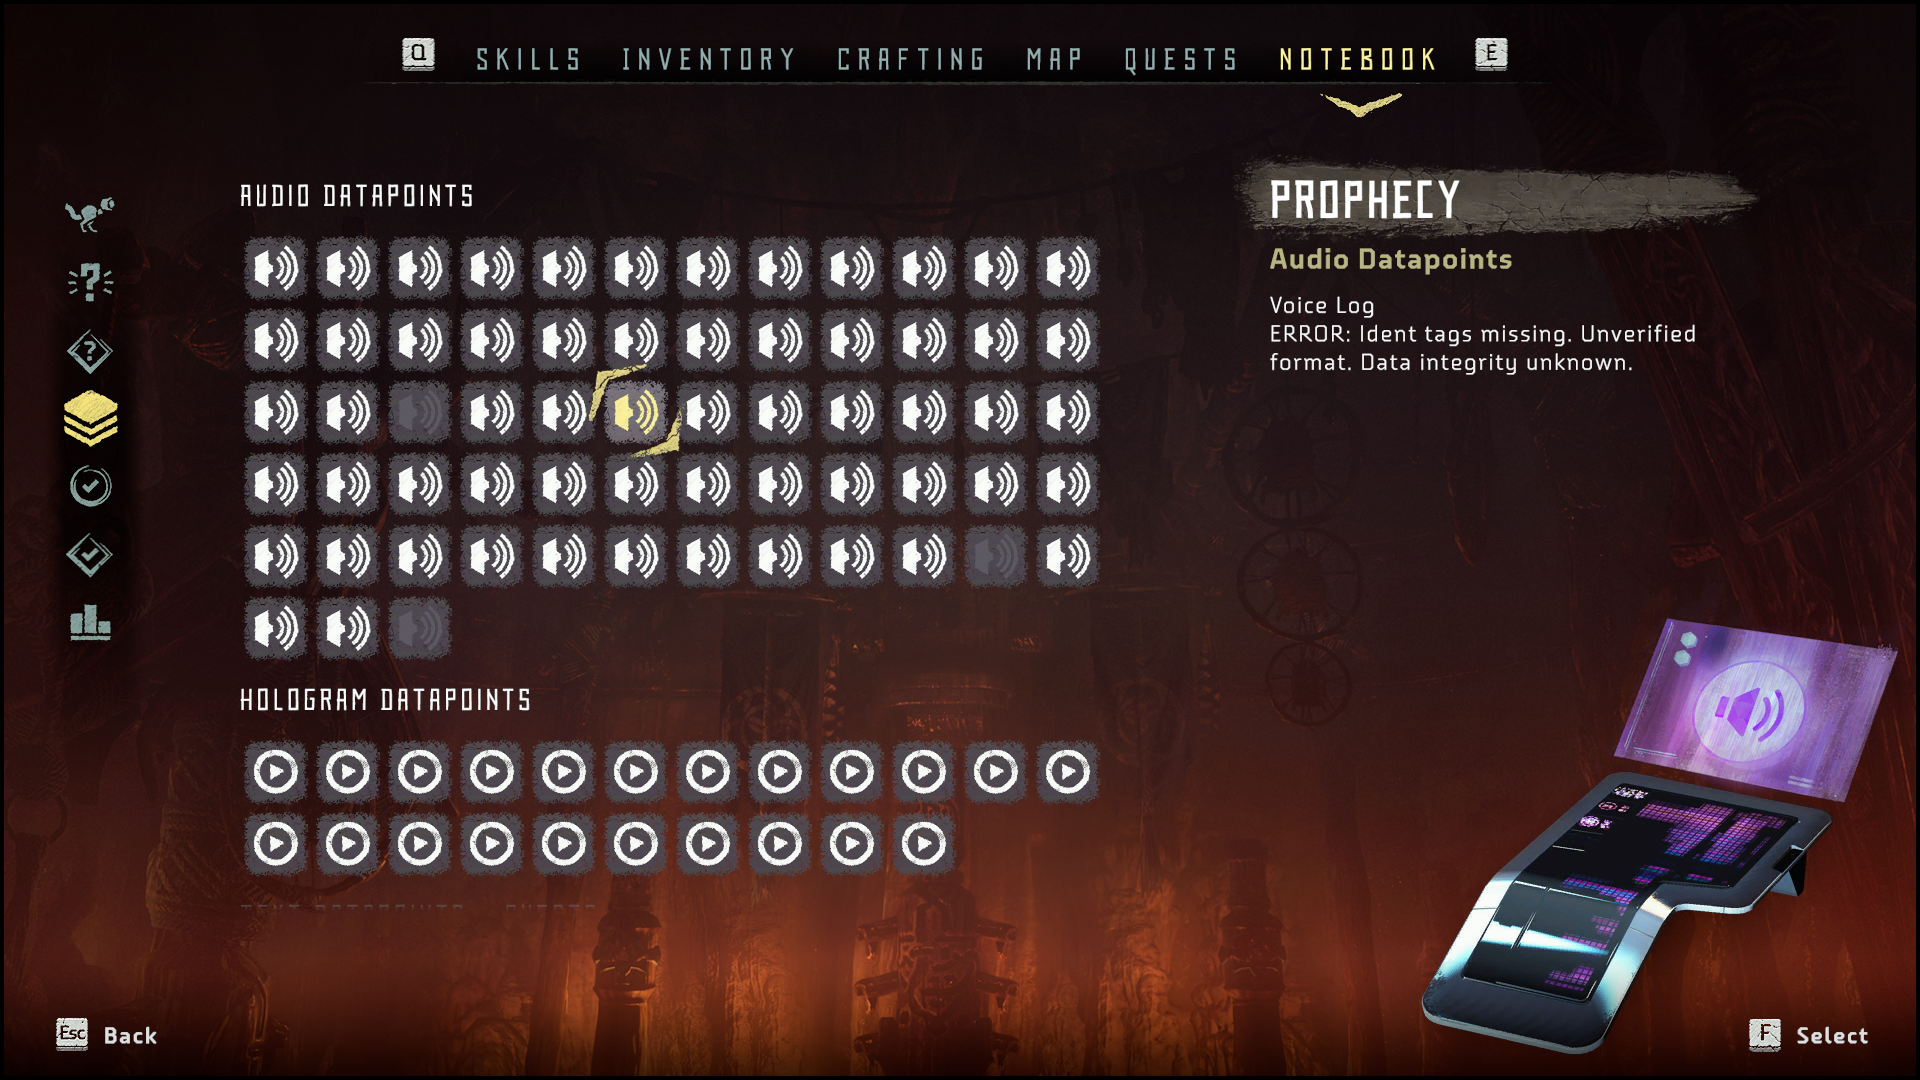 Q SKILLS INVENTORY CRAFTING MAP QUESTS NOTEBOOK E
AUDIO DATAPOINTS
PROPHECY
Audio Datapoints
Voice Log
ERROR: Ident tags missing. Unverified
format. Data integrity unknown.
HOLOGRAM DATAPOINTS
Esc Back
F Select